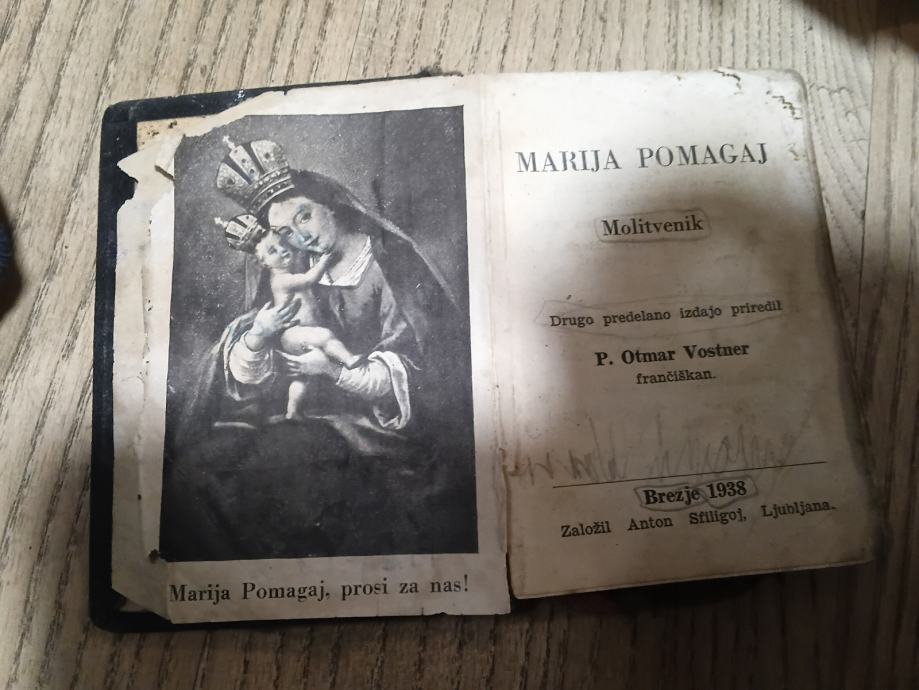 Marija Pomagaj, prosi za nas!
MARIJA POMAGAJ
Molitvenik
Drugo predelano izdajo priredil
P. Otmar Vostner
frančiškan.
Brezje 1938
Založil Anton Sfiligoj, Ljubljana.